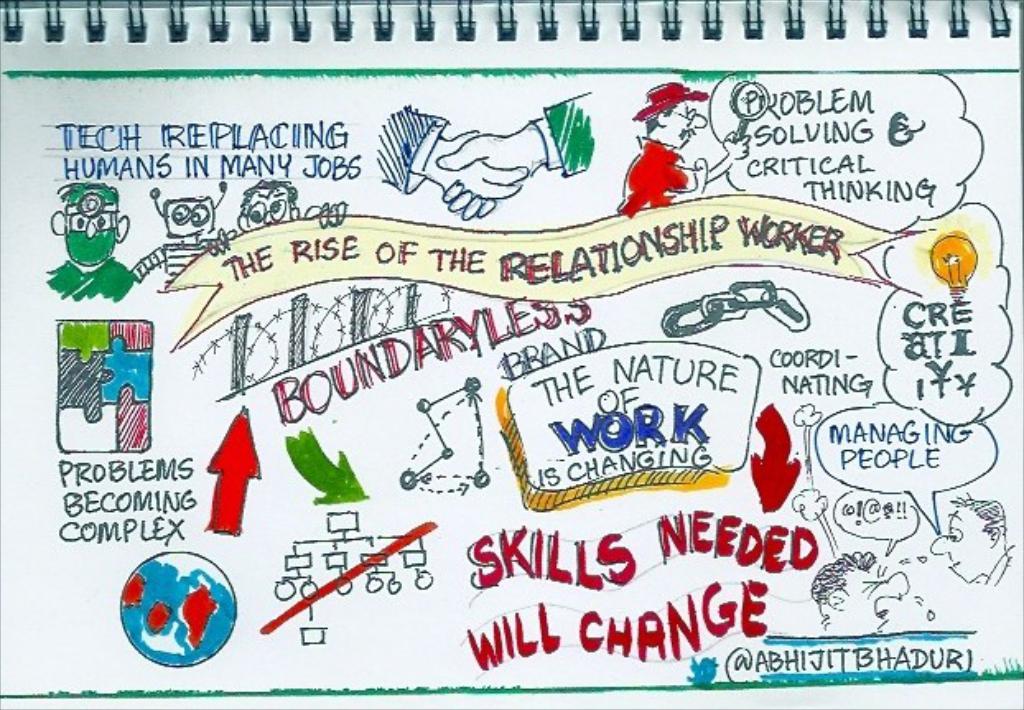 TECH REPLACING
HUMANS IN MANY JOBS
PROBLEM
SOLVING &
CRITICAL
THINKING
THE RISE OF THE RELATIONSHIP WORKER
CRE
ATI
ITY
BOUNDARYLESS
BRAND
THE NATURE
OF
WORK
IS CHANGING
COORDI-
NATING
MANAGING
PEOPLE
@!@*!!
PROBLEMS
BECOMING
COMPLEX
SKILLS NEEDED
WILL CHANGE
@ABHIJITBHADURI